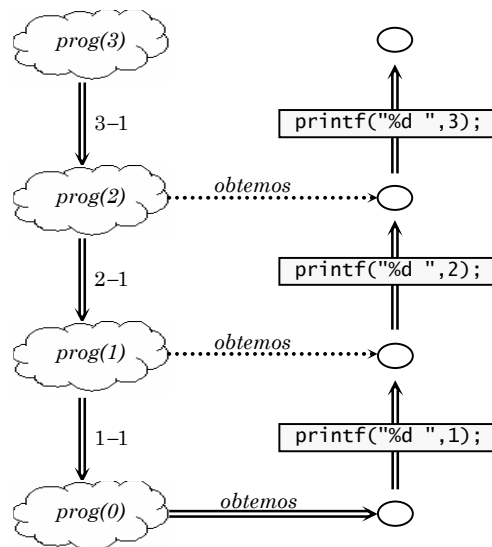 prog(3)
3–1
printf("%d ",3);
prog(2)
obtemos
2–1
printf("%d ",2);
prog(1)
obtemos
1–1
printf("%d ",1);
prog(0)
obtemos